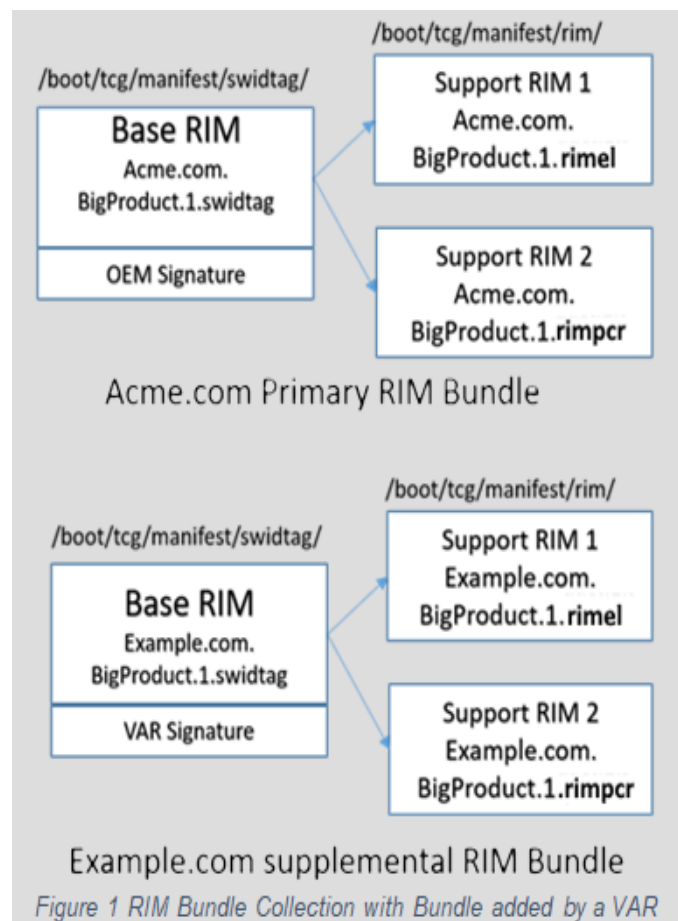 /boot/tcg/manifest/rim/
/boot/tcg/manifest/swidtag/
Base RIM
Acme.com.
BigProduct.1.swidtag
OEM Signature
Support RIM 1
Acme.com.
BigProduct.1.rimel
Support RIM 2
Acme.com.
BigProduct.1.rimpcr
Acme.com Primary RIM Bundle
/boot/tcg/manifest/rim/
/boot/tcg/manifest/swidtag/
Base RIM
Example.com.
BigProduct.1.swidtag
VAR Signature
Support RIM 1
Example.com.
BigProduct.1.rimel
Support RIM 2
Example.com.
BigProduct.1.rimpcr
Example.com supplemental RIM Bundle
Figure 1 RIM Bundle Collection with Bundle added by a VAR